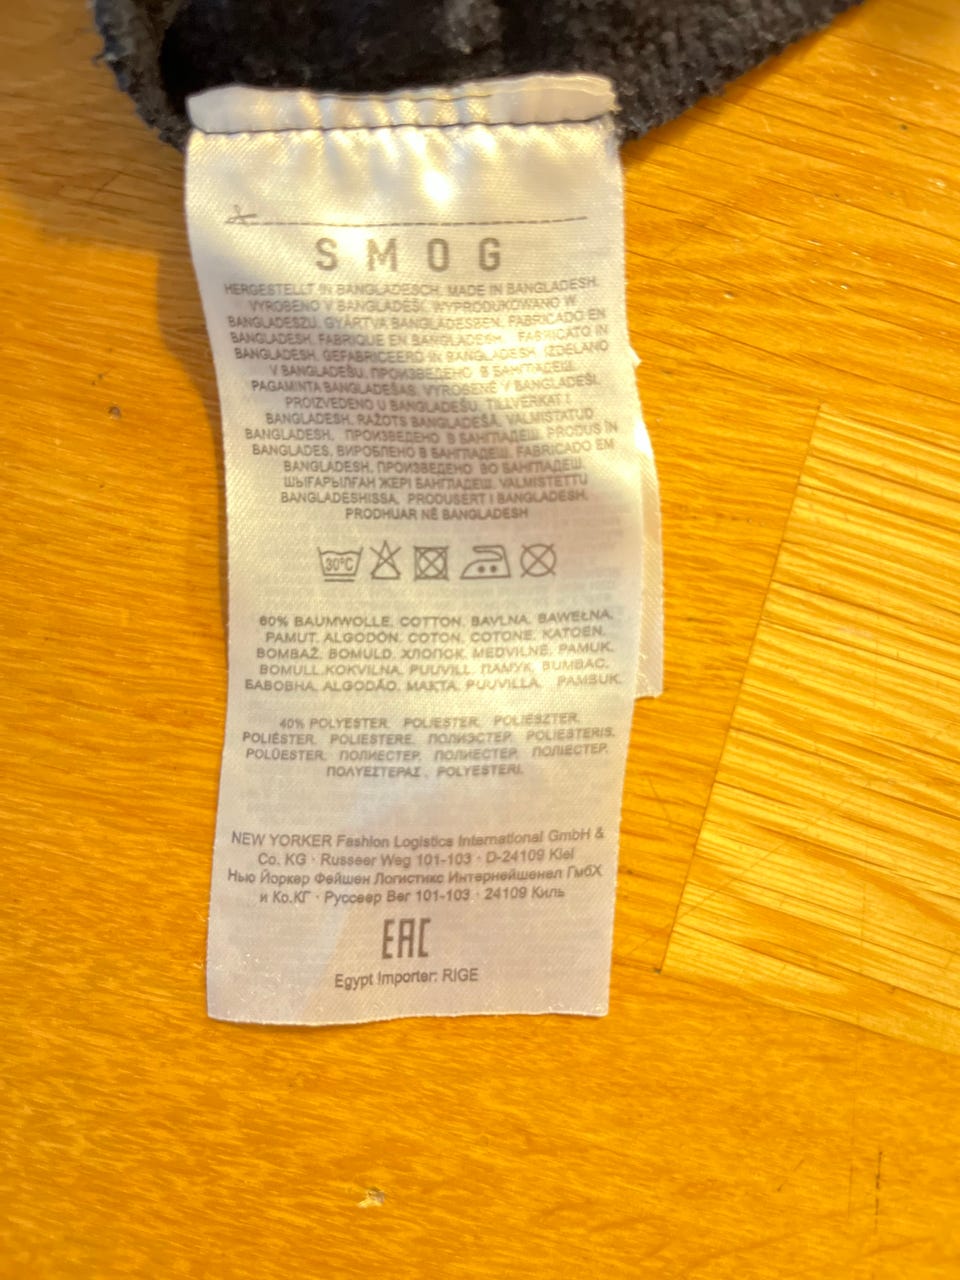 SMOG
HERGESTELLT IN BANGLADESCH. MADE IN BANGLADESH.
VYROBENO V BANGLADÉŠI. WYPRODUKOWANO W
BANGLADESZU. GYÁRTVA BANGLADESBEN. FABRICADO EN
BANGLADESH. FABRIQUÉ EN BANGLADESH. FABBRICATO IN
BANGLADESH. GEFABRICEERD IN BANGLADESH. IZDELANO
V BANGLADEŠU. ПРОИЗВЕДЕНО В БАНГЛАДЕШ.
PAGAMINTA BANGLADEŠAS. VYROBENÉ V BANGLADÉŠI.
PROIZVEDENO U BANGLADEŠU. TILLVERKAT I
BANGLADESH. RAŽOTS BANGLADEŠĀ. VALMISTATUD
BANGLADESH. ПРОИЗВЕДЕНО В БАНГЛАДЕШ. PRODUS ÎN
BANGLADES. ВИРОБЛЕНО В БАНГЛАДЕШ. FABRICADO EM
BANGLADESH. ПРОИЗВЕДЕНО ВО БАНГЛАДЕШ.
ШЫҒАРЫЛҒАН ЖЕРІ БАНГЛАДЕШ. VALMISTETTU
BANGLADESHISSA. PRODUSERT I BANGLADESH.
PRODHUAR NË BANGLADESH
30°C
60% BAUMWOLLE. COTTON. BAVLNA. BAWEŁNA.
PAMUT. ALGODÓN. COTON. COTONE. KATOEN.
BOMBAŽ. BOMULD. ХЛОПОК. MEDVILNĖ. PAMUK.
BOMULL. KOKVILNA. PUUVILL. ПАМУК. BUMBAC.
БАВОВНА. ALGODÃO. МАКТА. PUUVILLA. PAMBUK.
40% POLYESTER. POLIESTER. POLIÉSZTER.
POLIÉSTER. POLIESTERE. ПОЛИЭСТЕР. POLIESTERIS.
POLÜESTER. ПОЛИЕСТЕР. ПОЛИЕСТЕР. ПОЛІЕСТЕР.
ΠΟΛΥΕΣΤΕΡΑΣ. POLYESTERI.
NEW YORKER Fashion Logistics International GmbH &
Co. KG · Russeer Weg 101-103 · D-24109 Kiel
Нью Йоркер Фейшен Логистикс Интернейшенел ГмбХ
и Ко.КГ · Руссеер Вег 101-103 · 24109 Киль
EAC
Egypt Importer: RIGE